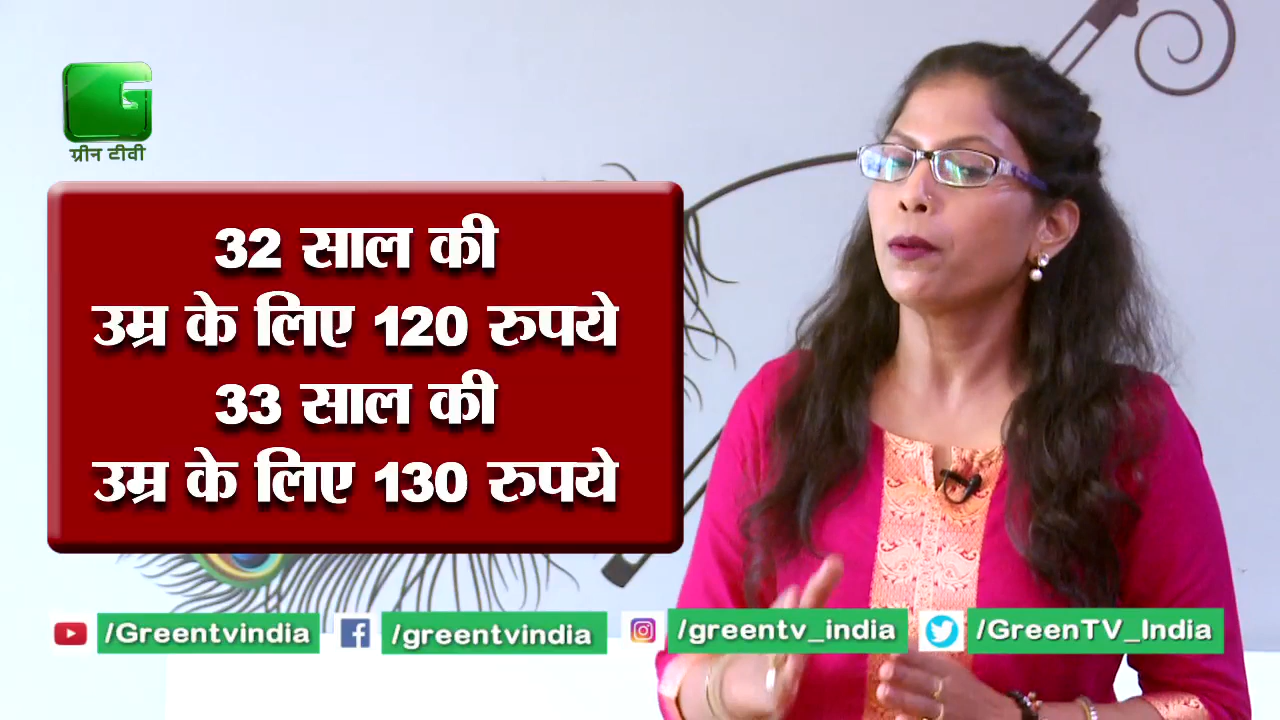 ग्रीन टीवी
32 साल की
उम्र के लिए 120 रुपये
33 साल की
उम्र के लिए 130 रुपये
/Greentvindia
/greentvindia
/greentv_india
/GreenTV_India